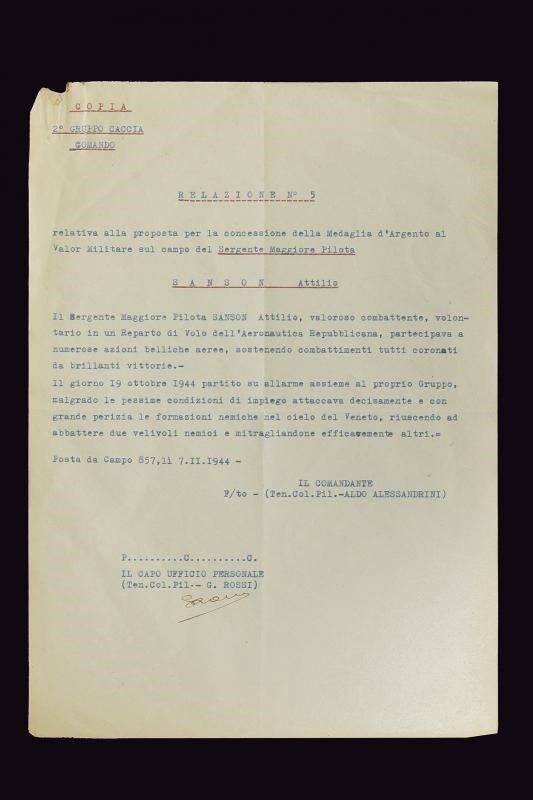 C O P I A
2° GRUPPO CACCIA
COMANDO
R E L A Z I O N E N° 5
relativa alla proposta per la concessione della Medaglia d'Argento al
Valor Militare sul campo del Sergente Maggiore Pilota
S A N S O N Attilio
Il Sergente Maggiore Pilota SANSON Attilio, valoroso combattente, volon-
tario in un Reparto di Volo dell'Aeronautica Repubblicana, partecipava a
numerose azioni belliche aeree, sostenendo combattimenti tutti coronati
da brillanti vittorie.-
Il giorno 19 ottobre 1944 partito su allarme assieme al proprio Gruppo,
malgrado le pessime condizioni di impiego attaccava decisamente e con
grande perizia le formazioni nemiche nel cielo del Veneto, riuscendo ad
abbattere due velivoli nemici e mitragliandone efficacemente altri.=
Posta da Campo 857,lì 7.II.1944 -
IL COMANDANTE
F/to - (Ten.Col.Pil.-ALDO ALESSANDRINI)
P..........C..........C.
IL CAPO UFFICIO PERSONALE
(Ten.Col.Pil.- G. ROSSI)